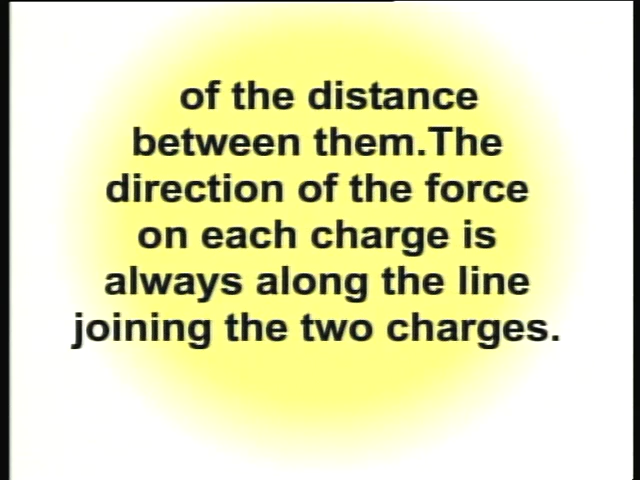 of the distance
between them.The
direction of the force
on each charge is
always along the line
joining the two charges.